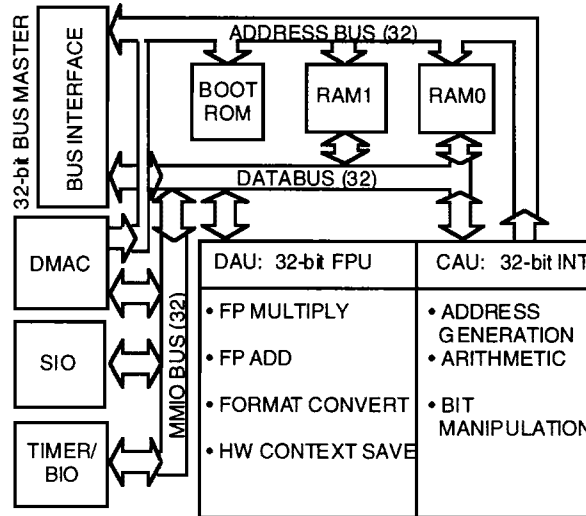 ADDRESS BUS (32)
32-bit BUS MASTER
BUS INTERFACE
BOOT
ROM
RAM1
RAM0
DATABUS (32)
DMAC
SIO
TIMER/
BIO
MMIO BUS (32)
DAU: 32-bit FPU
• FP MULTIPLY
• FP ADD
• FORMAT CONVERT
• HW CONTEXT SAVE
CAU: 32-bit INT
• ADDRESS
GENERATION
• ARITHMETIC
• BIT
MANIPULATION